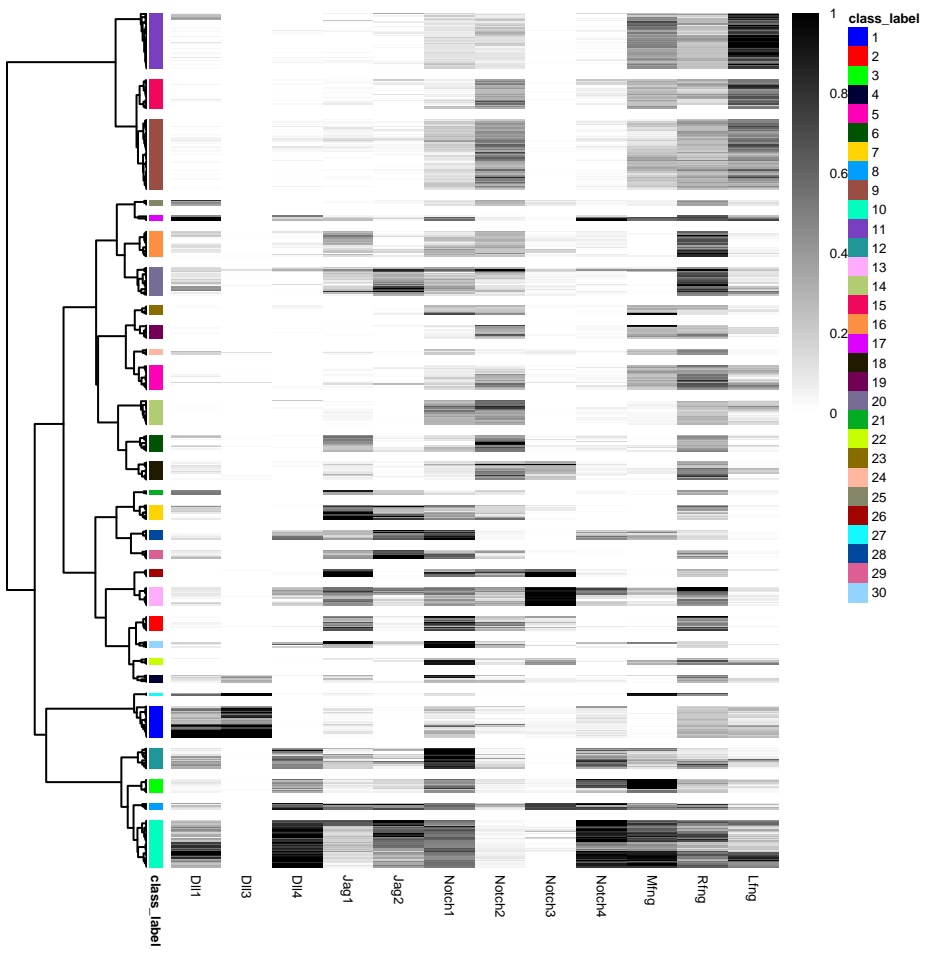 1
0.8
0.6
0.4
0.2
0
class_label
1
2
3
4
5
6
7
8
9
10
11
12
13
14
15
16
17
18
19
20
21
22
23
24
25
26
27
28
29
30
class_label
Dll1
Dll3
Dll4
Jag1
Jag2
Notch1
Notch2
Notch3
Notch4
Mfng
Rfng
Lfng